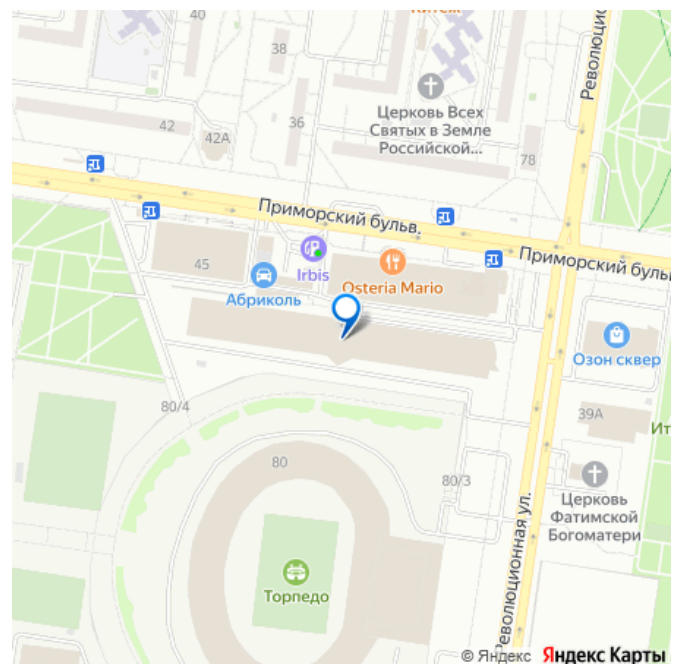 Китеж
40
38
Революцио
Церковь Всех
Святых в Земле
Российской...
42
36
42А
78
Приморский бульв.
Приморский бульв
45
Irbis
Osteria Mario
Абриколь
Озон сквер
80/4
39А
Ит
80
80/3
Церковь
Фатимской
Богоматери
Торпедо
Революционная ул.
© Яндекс Яндекс Карты